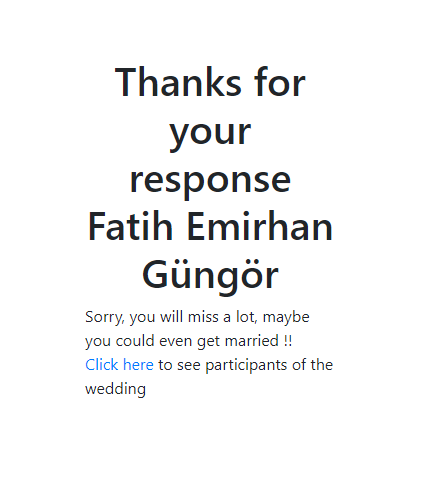 Thanks for
your
response
Fatih Emirhan
Güngör
Sorry, you will miss a lot, maybe
you could even get married !!
Click here to see participants of the
wedding